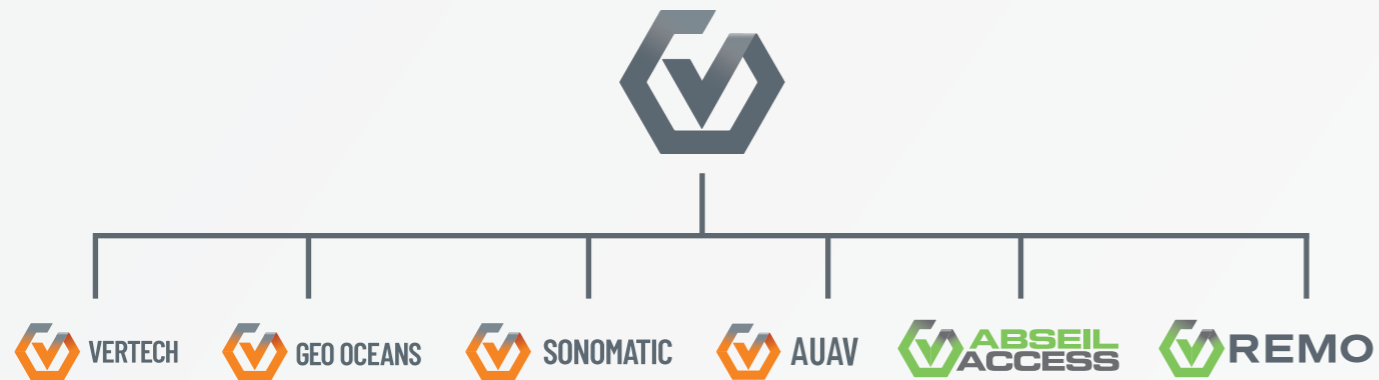 VERTECH
GEO OCEANS
SONOMATIC
AUAV
ABSEIL
ACCESS
REMO